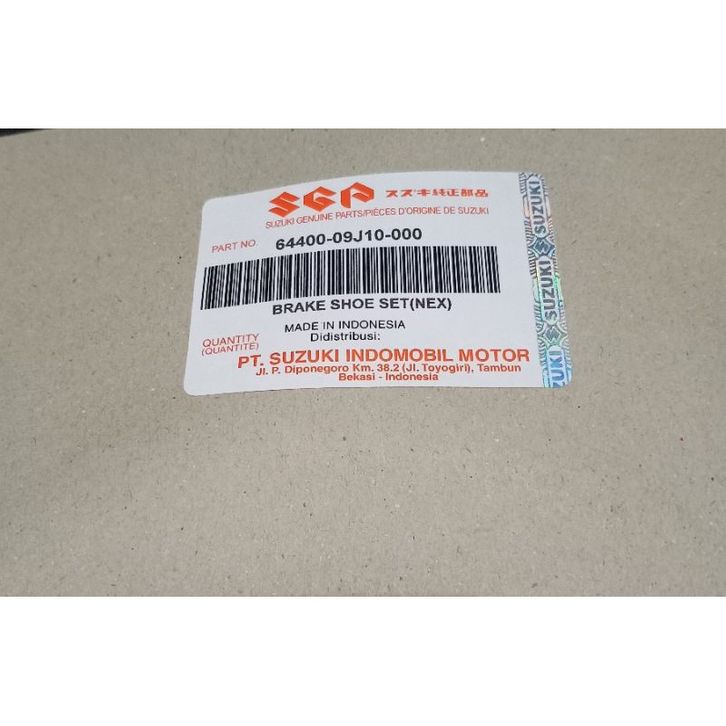 SGP スズキ純正部品
SUZUKI GENUINE PARTS/PIÈCES D'ORIGINE DE SUZUKI
PART NO. 64400-09J10-000
BRAKE SHOE SET(NEX)
MADE IN INDONESIA
Didistribusi:
QUANTITY
(QUANTITE)
PT. SUZUKI INDOMOBIL MOTOR
Jl. P. Diponegoro Km. 38.2 (Jl. Toyogiri), Tambun
Bekasi - Indonesia
SUZUKI
SUZUKI
ZUKI